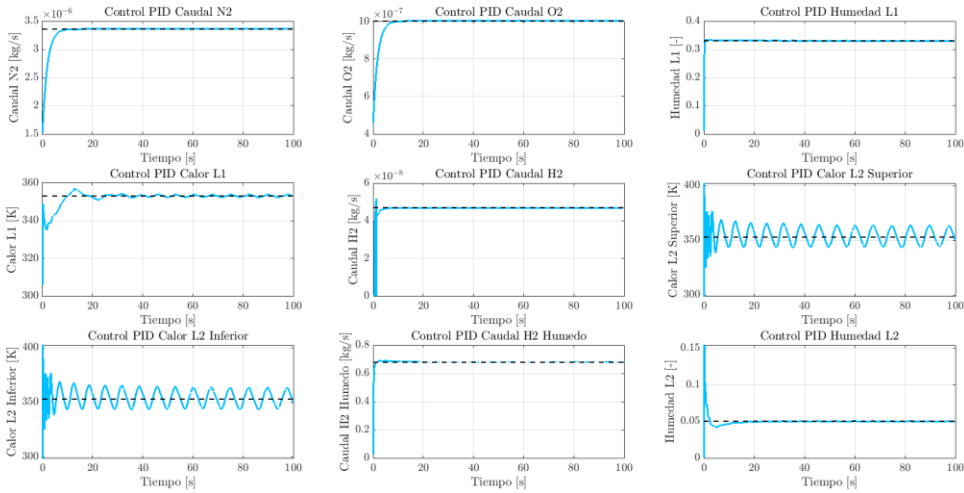 Control PID Caudal N2
×10⁻⁶
3.5
3
2.5
2
1.5
Caudal N2 [kg/s]
0 20 40 60 80 100
Tiempo [s]
Control PID Caudal O2
×10⁻⁷
10
8
6
4
Caudal O2 [kg/s]
0 20 40 60 80 100
Tiempo [s]
Control PID Humedad L1
0.4
0.3
0.2
0.1
0
Humedad L1 [-]
0 20 40 60 80 100
Tiempo [s]
Control PID Calor L1
360
340
320
300
Calor L1 [K]
0 20 40 60 80 100
Tiempo [s]
Control PID Caudal H2
×10⁻⁸
6
4
2
0
Caudal H2 [kg/s]
0 20 40 60 80 100
Tiempo [s]
Control PID Calor L2 Superior
400
350
300
Calor L2 Superior [K]
0 20 40 60 80 100
Tiempo [s]
Control PID Calor L2 Inferior
400
350
300
Calor L2 Inferior [K]
0 20 40 60 80 100
Tiempo [s]
Control PID Caudal H2 Humedo
0.8
0.6
0.4
0.2
0
Caudal H2 Humedo [kg/s]
0 20 40 60 80 100
Tiempo [s]
Control PID Humedad L2
0.15
0.1
0.05
0
Humedad L2 [-]
0 20 40 60 80 100
Tiempo [s]